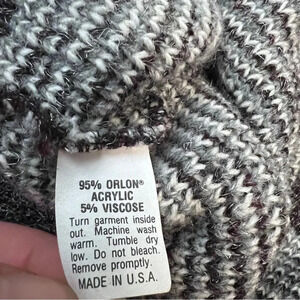 95% ORLON®
ACRYLIC
5% VISCOSE
Turn garment inside
out. Machine wash
warm. Tumble dry
low. Do not bleach.
Remove promptly.
MADE IN U.S.A.